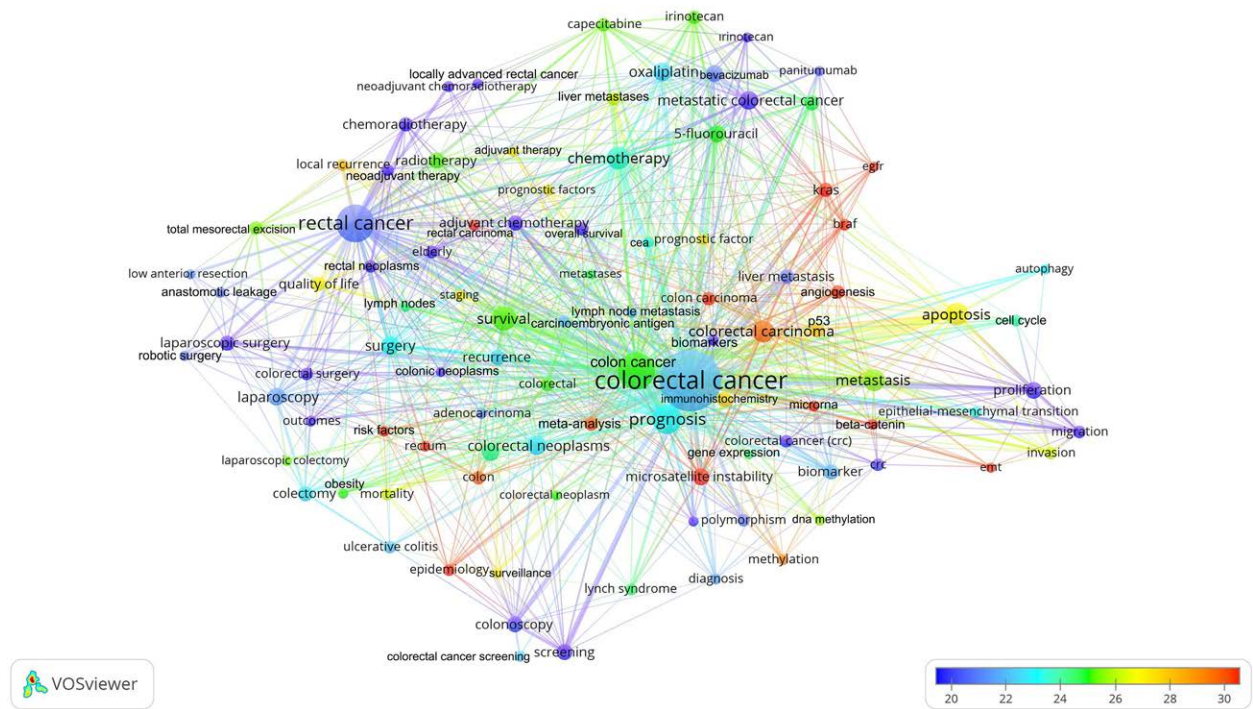 irinotecan
capecitabine
irinotecan
locally advanced rectal cancer
oxaliplatin
bevacizumab
panitumumab
neoadjuvant chemoradiotherapy
liver metastases
metastatic colorectal cancer
chemoradiotherapy
5-fluorouracil
adjuvant therapy
local recurrence
radiotherapy
chemotherapy
egfr
neoadjuvant therapy
prognostic factors
kras
rectal cancer
adjuvant chemotherapy
braf
total mesorectal excision
rectal carcinoma
overall survival
cea
prognostic factor
elderly
rectal neoplasms
low anterior resection
metastases
liver metastasis
autophagy
quality of life
anastomotic leakage
staging
colon carcinoma
angiogenesis
lymph nodes
lymph node metastasis
survival
carcinoembryonic antigen
p53
apoptosis
cell cycle
colorectal carcinoma
laparoscopic surgery
surgery
biomarkers
robotic surgery
recurrence
colon cancer
colorectal surgery
colonic neoplasms
colorectal
colorectal cancer
metastasis
proliferation
laparoscopy
immunohistochemistry
microrna
adenocarcinoma
epithelial-mesenchymal transition
outcomes
prognosis
risk factors
meta-analysis
beta-catenin
migration
rectum
colorectal neoplasms
colorectal cancer (crc)
gene expression
invasion
laparoscopic colectomy
crc
emt
colon
microsatellite instability
biomarker
obesity
colectomy
mortality
colorectal neoplasm
polymorphism
dna methylation
ulcerative colitis
methylation
epidemiology
surveillance
diagnosis
lynch syndrome
colonoscopy
colorectal cancer screening
screening
VOSviewer
20 22 24 26 28 30